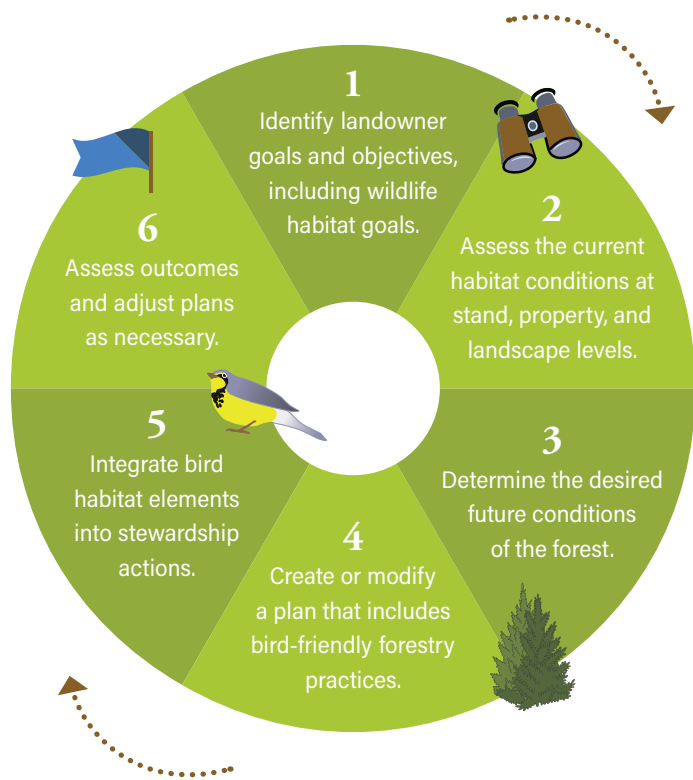 1
Identify landowner
goals and objectives,
including wildlife
habitat goals.
2
Assess the current
habitat conditions at
stand, property, and
landscape levels.
3
Determine the desired
future conditions
of the forest.
4
Create or modify
a plan that includes
bird-friendly forestry
practices.
5
Integrate bird
habitat elements
into stewardship
actions.
6
Assess outcomes
and adjust plans
as necessary.